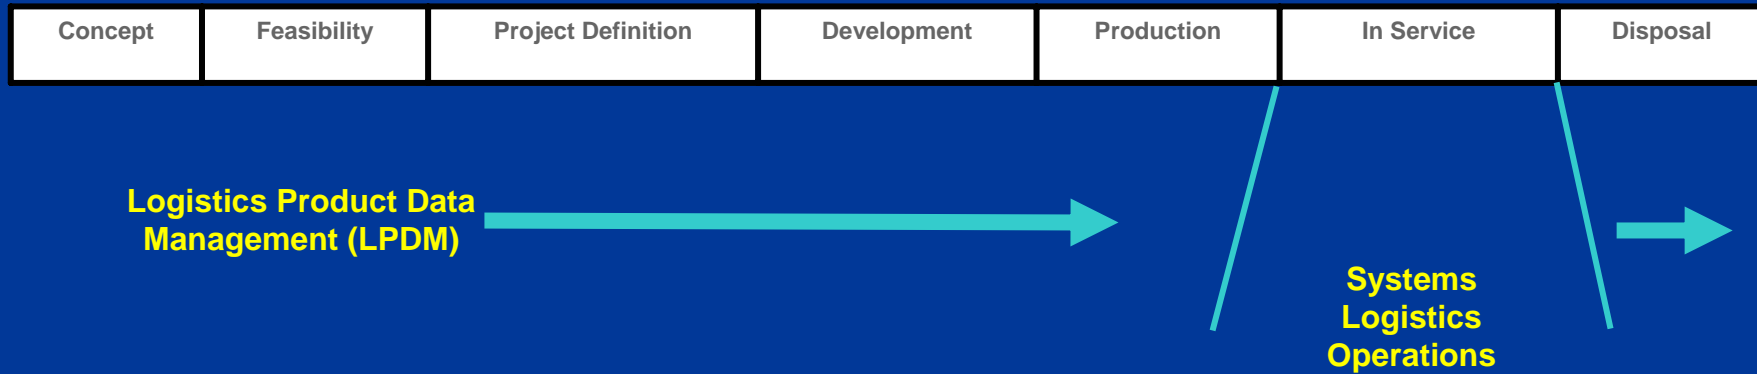 Concept Feasibility Project Definition Development Production In Service Disposal
Logistics Product Data
Management (LPDM)
Systems
Logistics
Operations